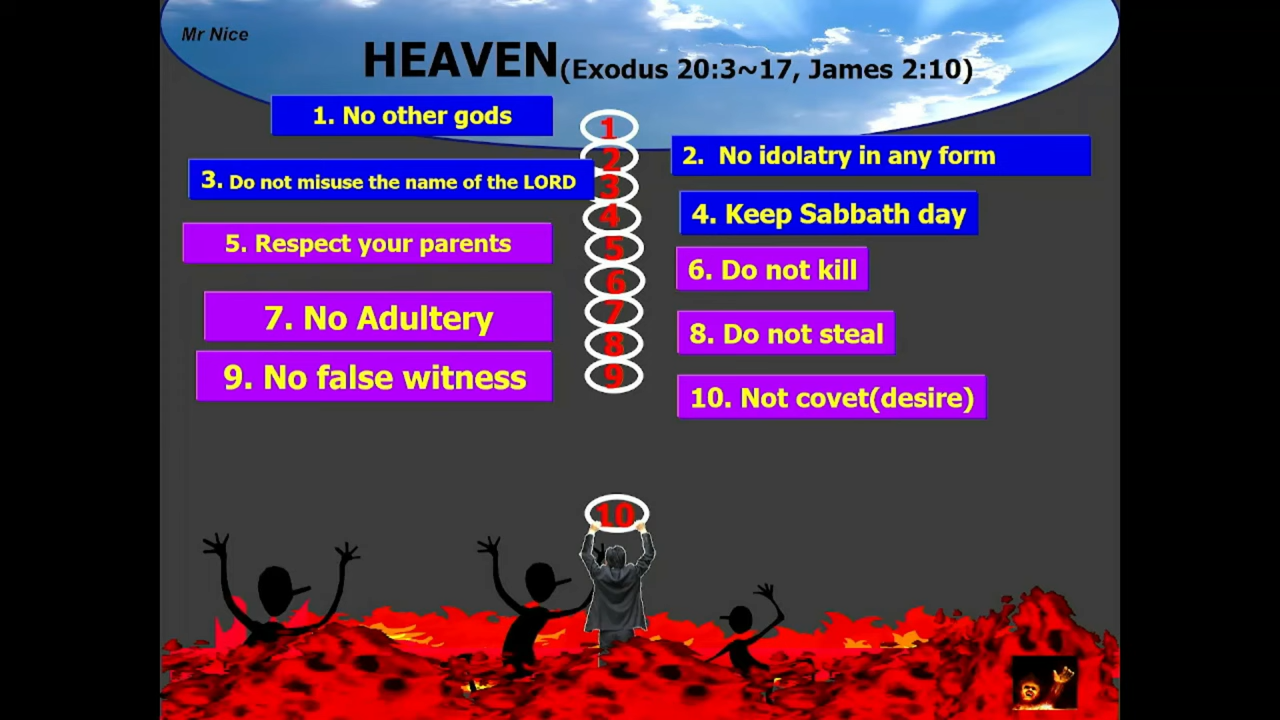 Mr Nice
HEAVEN(Exodus 20:3~17, James 2:10)
1. No other gods
2. No idolatry in any form
3. Do not misuse the name of the LORD
4. Keep Sabbath day
5. Respect your parents
6. Do not kill
7. No Adultery
8. Do not steal
9. No false witness
10. Not covet(desire)
1
2
3
4
5
6
7
8
9
10